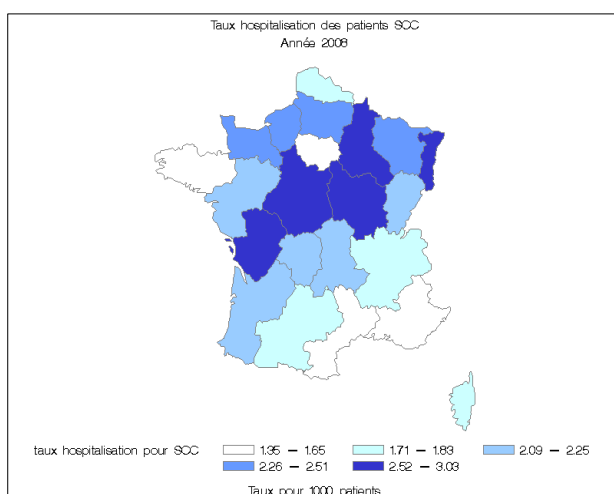 Taux hospitalisation des patients SCC
Année 2008
taux hospitalisation pour SCC 1.35 – 1.65 1.71 – 1.83 2.09 – 2.25
2.26 – 2.51 2.52 – 3.03
Taux pour 1000 patients